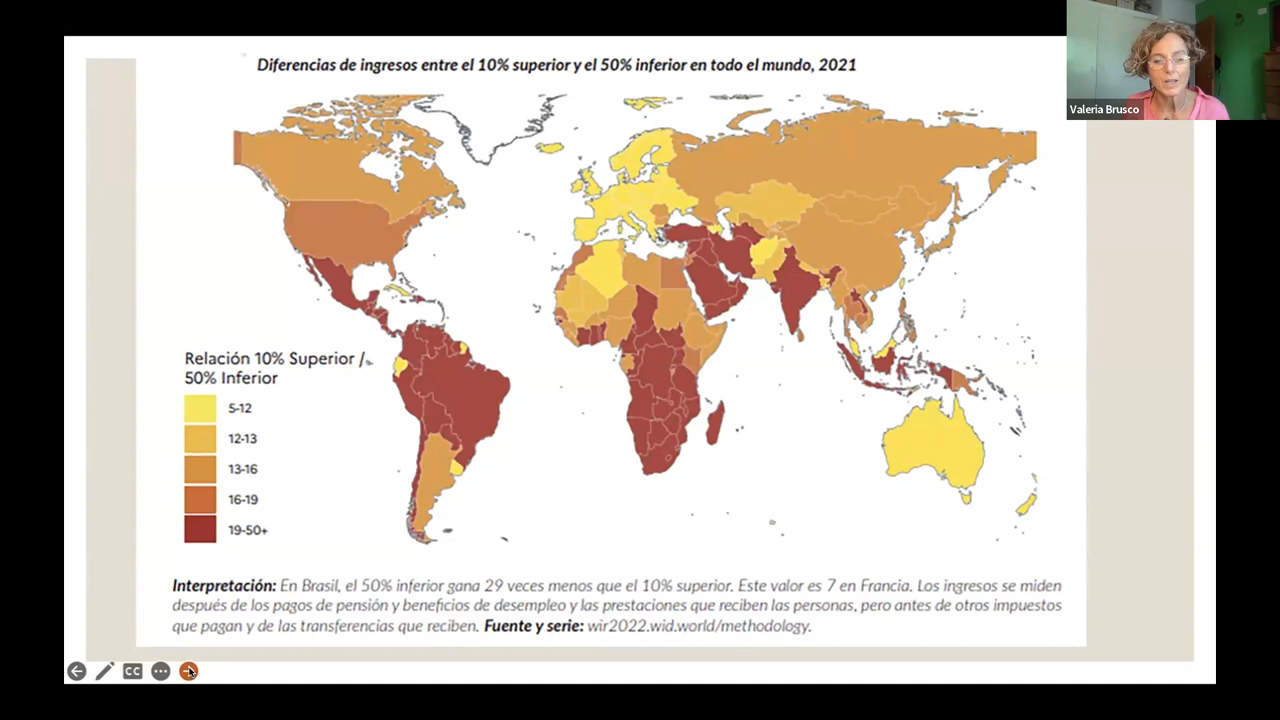 Diferencias de ingresos entre el 10% superior y el 50% inferior en todo el mundo, 2021
Valeria Brusco
Relación 10% Superior /
50% Inferior
5-12
12-13
13-16
16-19
19-50+
Interpretación: En Brasil, el 50% inferior gana 29 veces menos que el 10% superior. Este valor es 7 en Francia. Los ingresos se miden
después de los pagos de pensión y beneficios de desempleo y las prestaciones que reciben las personas, pero antes de otros impuestos
que pagan y de las transferencias que reciben. Fuente y serie: wir2022.wid.world/methodology.
CC